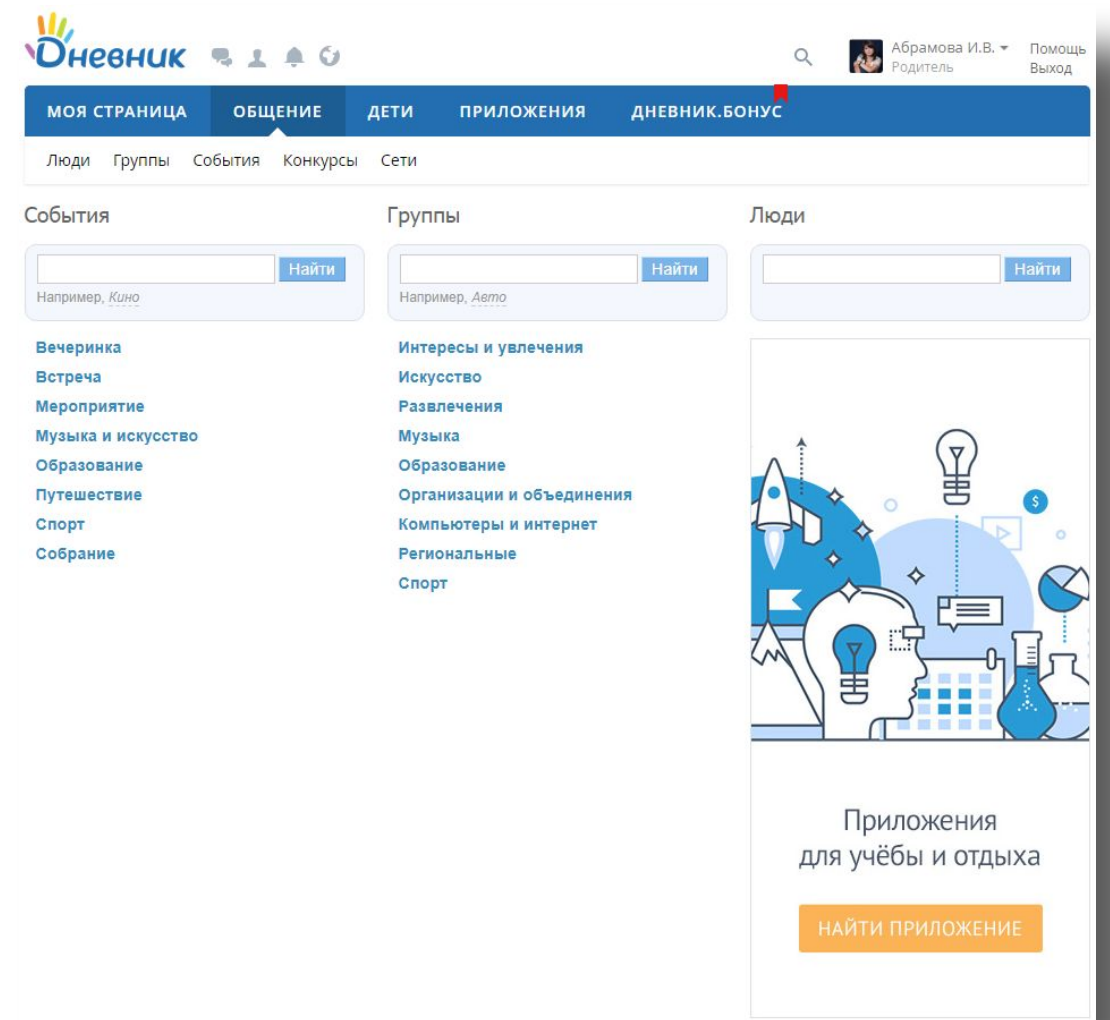 Дневник
Абрамова И.В.
Помощь
Родитель
Выход
МОЯ СТРАНИЦА ОБЩЕНИЕ ДЕТИ ПРИЛОЖЕНИЯ ДНЕВНИК.БОНУС
Люди Группы События Конкурсы Сети
События
Найти
Например, Кино
Вечеринка
Встреча
Мероприятие
Музыка и искусство
Образование
Путешествие
Спорт
Собрание
Группы
Найти
Например, Авто
Интересы и увлечения
Искусство
Развлечения
Музыка
Образование
Организации и объединения
Компьютеры и интернет
Региональные
Спорт
Люди
Найти
$
Приложения
для учёбы и отдыха
НАЙТИ ПРИЛОЖЕНИЕ